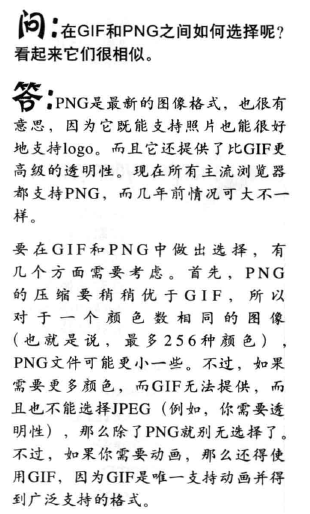 问:在GIF和PNG之间如何选择呢?
看起来它们很相似。
答:PNG是最新的图像格式，也很有
意思，因为它既能支持照片也能很好
地支持logo。而且它还提供了比GIF更
高级的透明性。现在所有主流浏览器
都支持PNG，而几年前情况可大不一
样。
要在GIF和PNG中做出选择，有
几个方面需要考虑。首先，PNG
的压缩要稍稍优于GIF，所以
对于一个颜色数相同的图像
(也就是说，最多256种颜色)，
PNG文件可能更小一些。不过，如果
需要更多颜色，而GIF无法提供，而
且也不能选择JPEG（例如，你需要透
明性），那么除了PNG就别无选择了。
不过，如果你需要动画，那么还得使
用GIF，因为GIF是唯一支持动画并得
到广泛支持的格式。